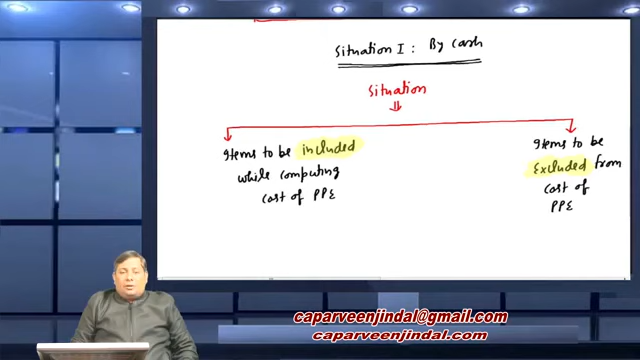 Situation I : By Cash
Situation
Items to be included
while computing
cost of PPE
Items to be
Excluded from
cost of
PPE
caparveenjindal@gmail.com
caparveenjindal.com